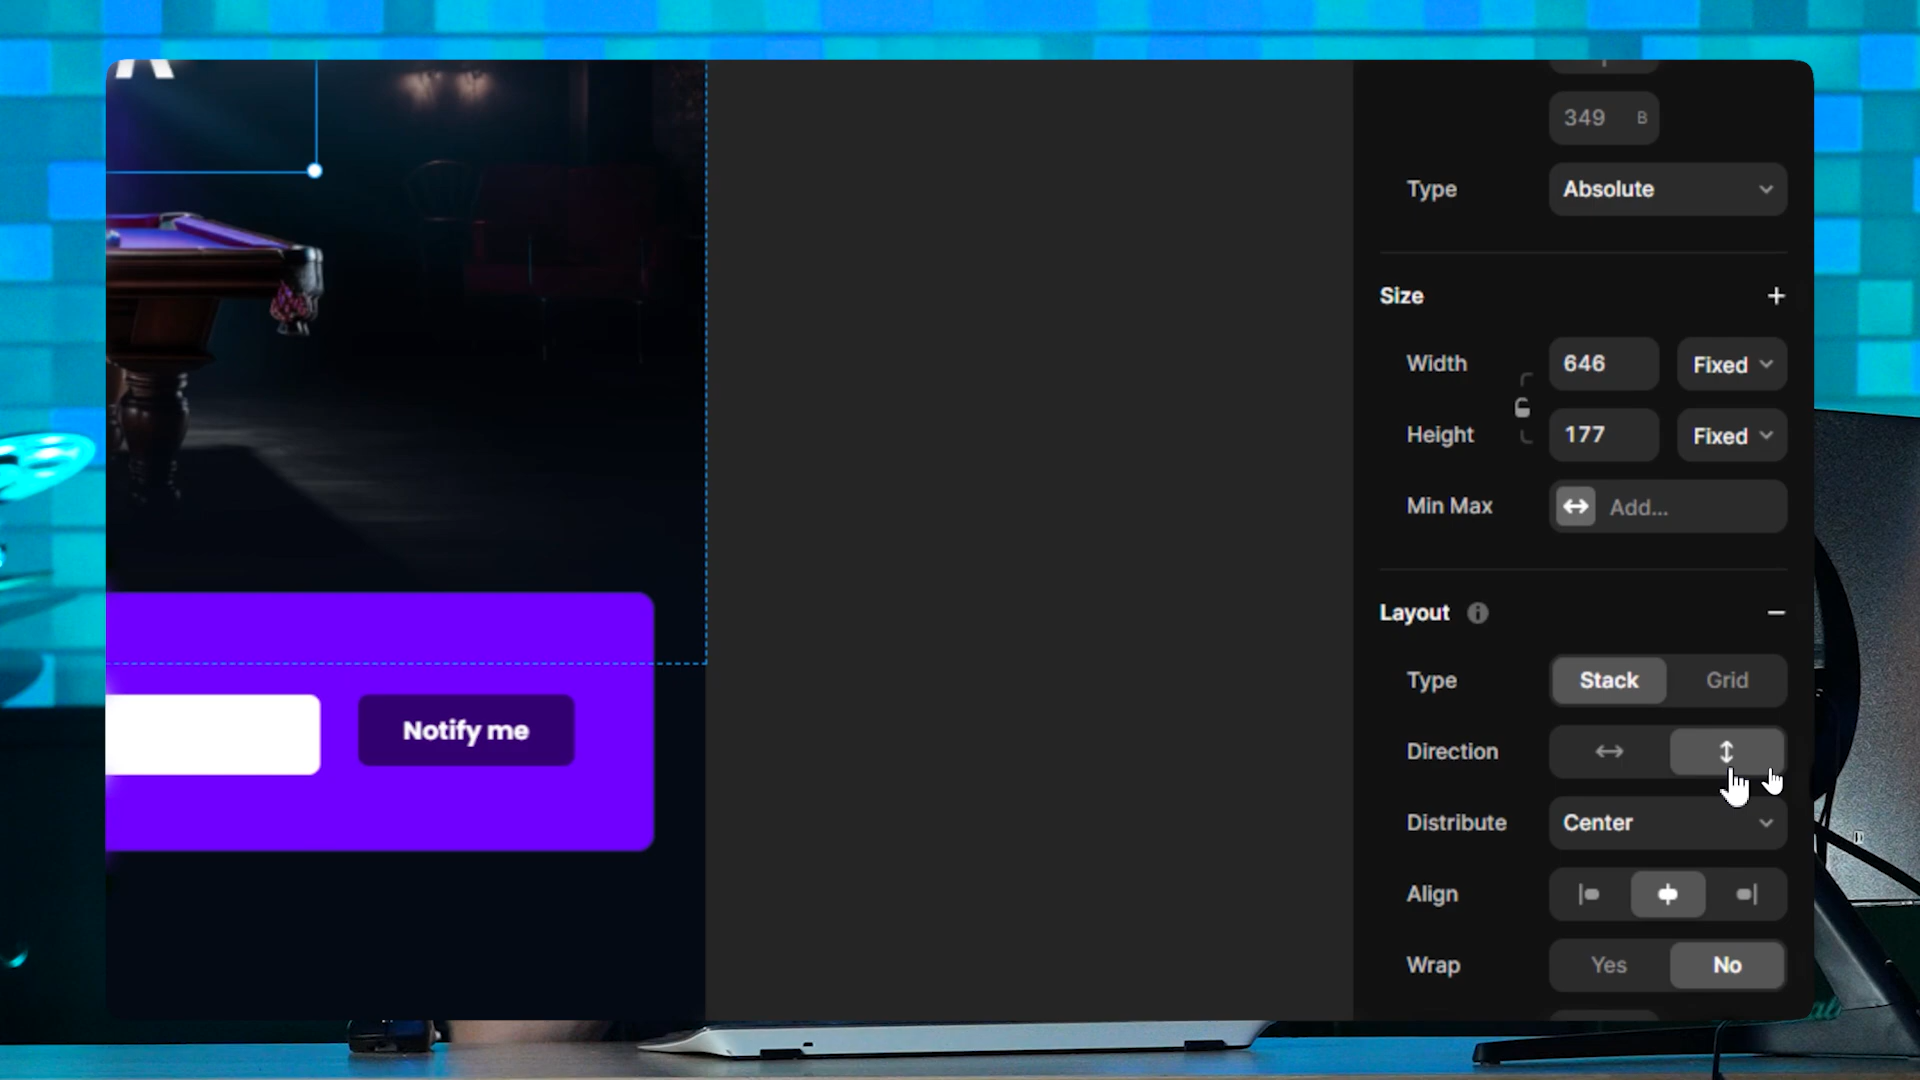 349 B
Type Absolute
Size
Width 646 Fixed
Height 177 Fixed
Min Max Add...
Layout
Type Stack Grid
Direction
Notify me
Distribute Center
Align
Wrap Yes No